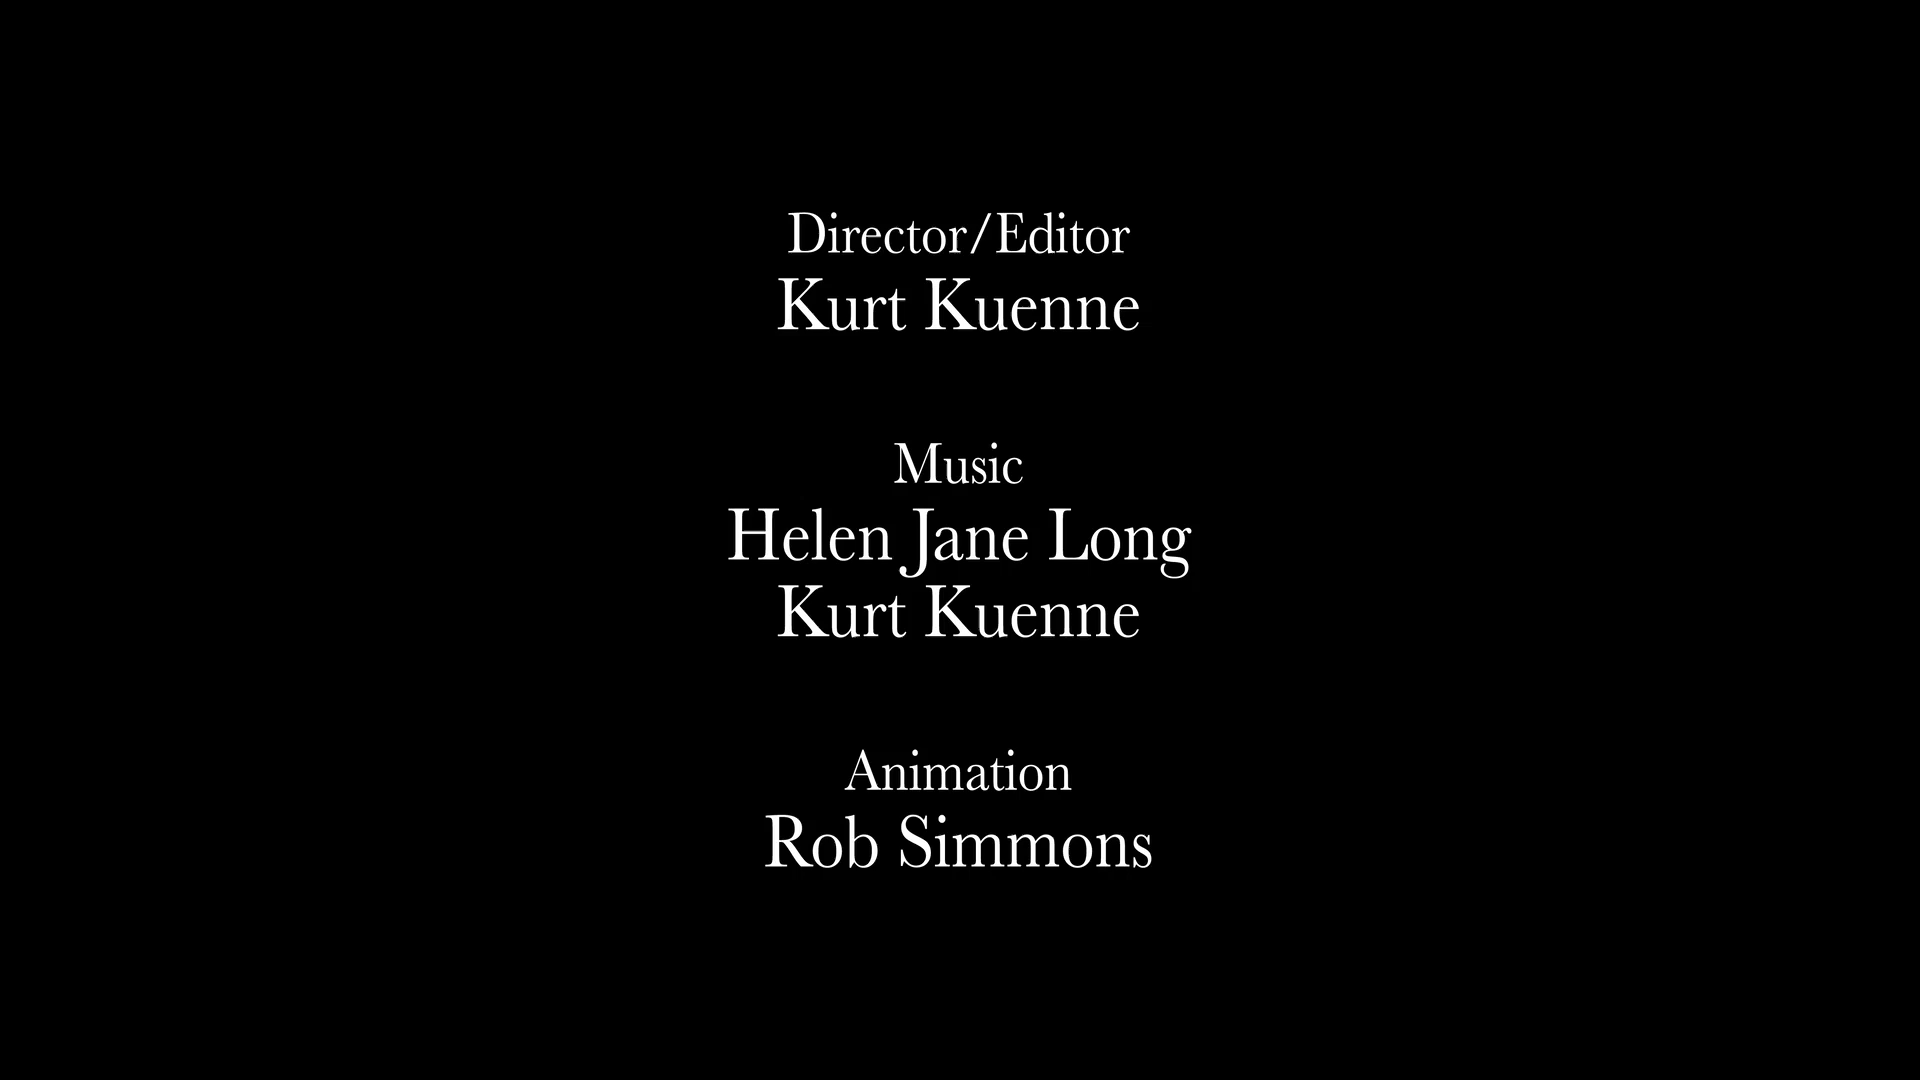 Director/Editor
Kurt Kuenne
Music
Helen Jane Long
Kurt Kuenne
Animation
Rob Simmons